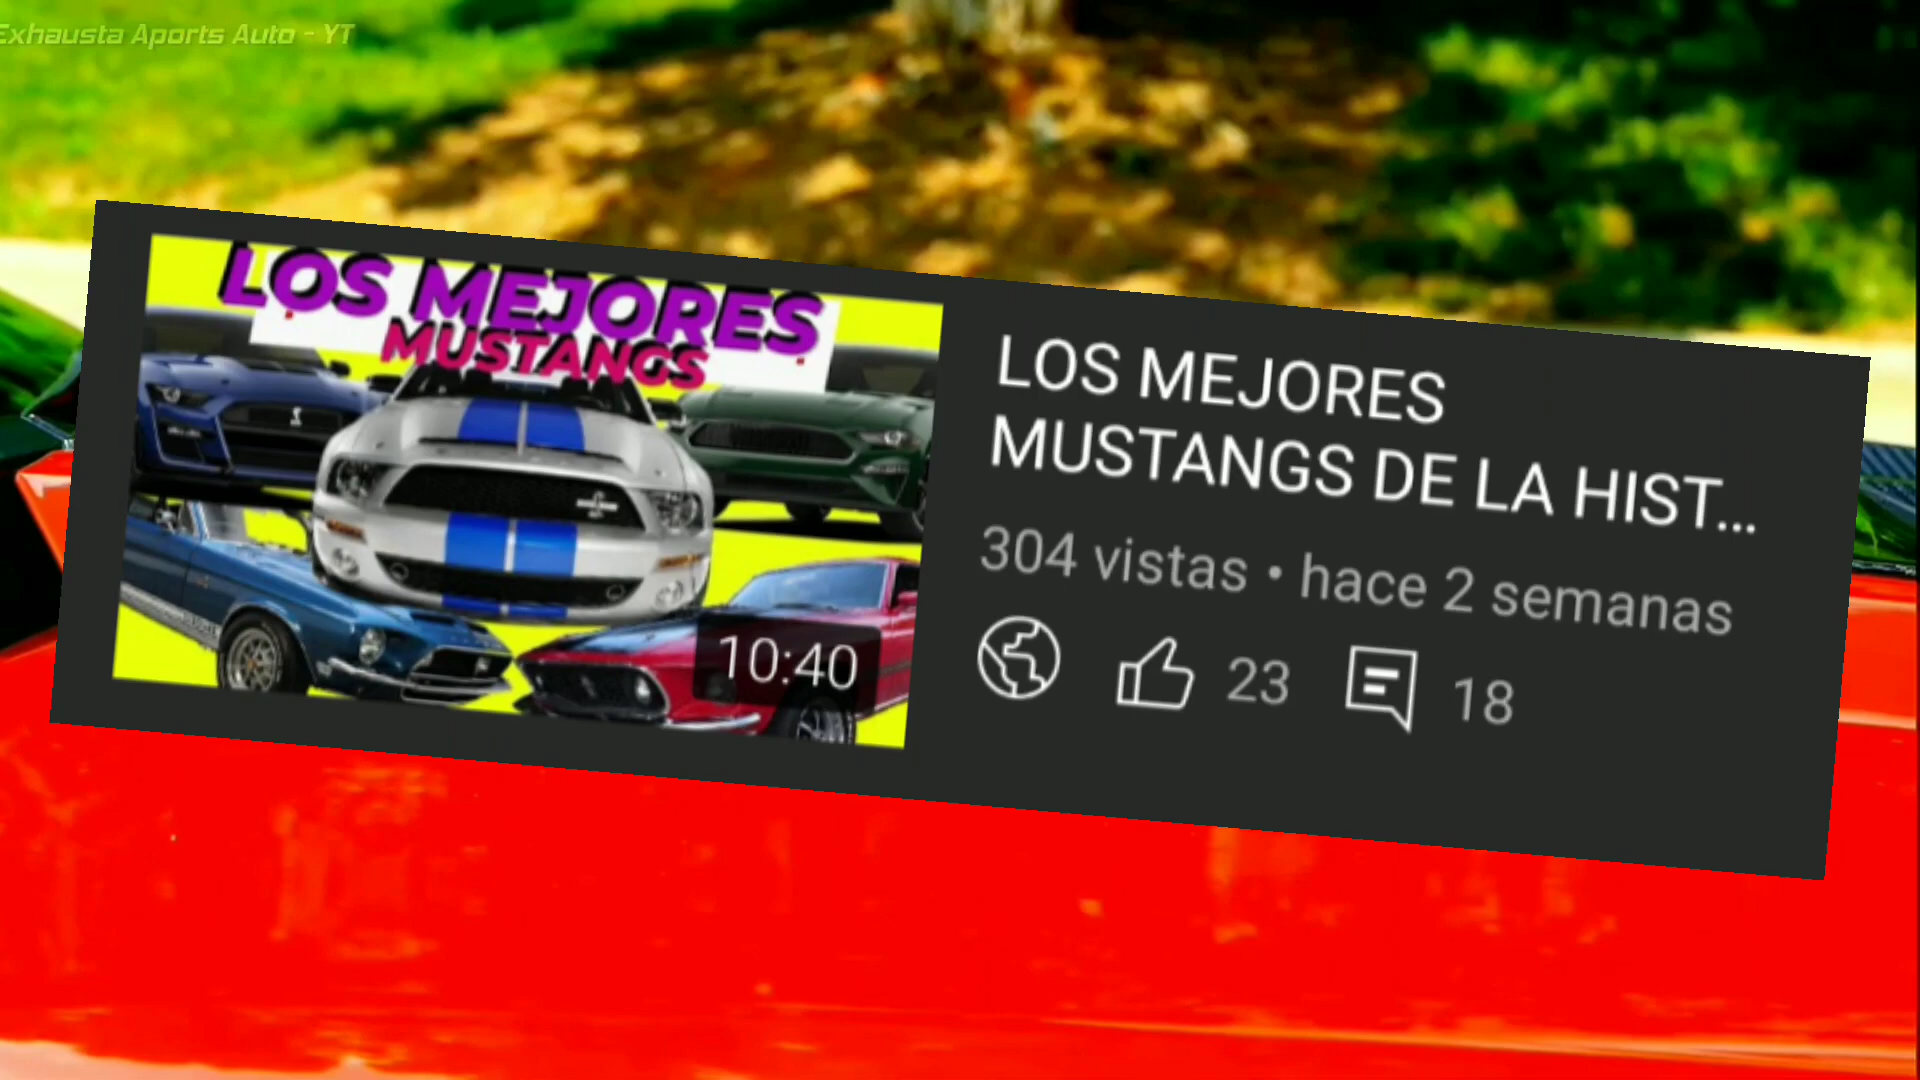 Exhausta Aports Auto - YT
LOS MEJORES
MUSTANGS
10:40
LOS MEJORES
MUSTANGS DE LA HIST...
304 vistas • hace 2 semanas
23 18